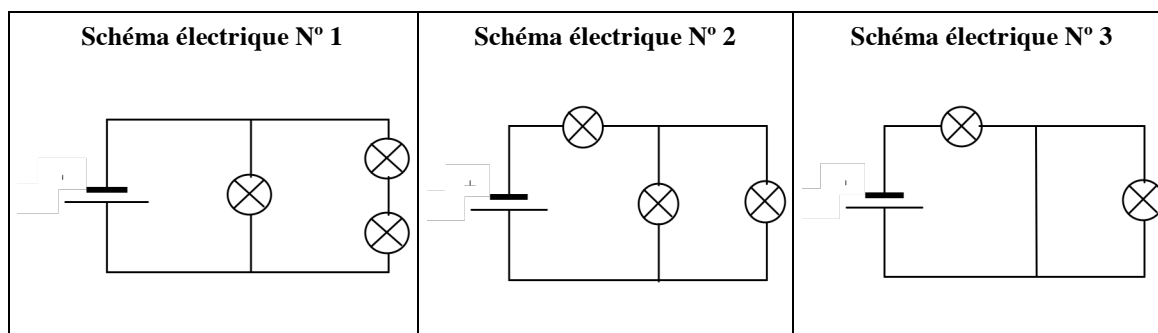 Schéma électrique Nº 1
Schéma électrique Nº 2
Schéma électrique Nº 3